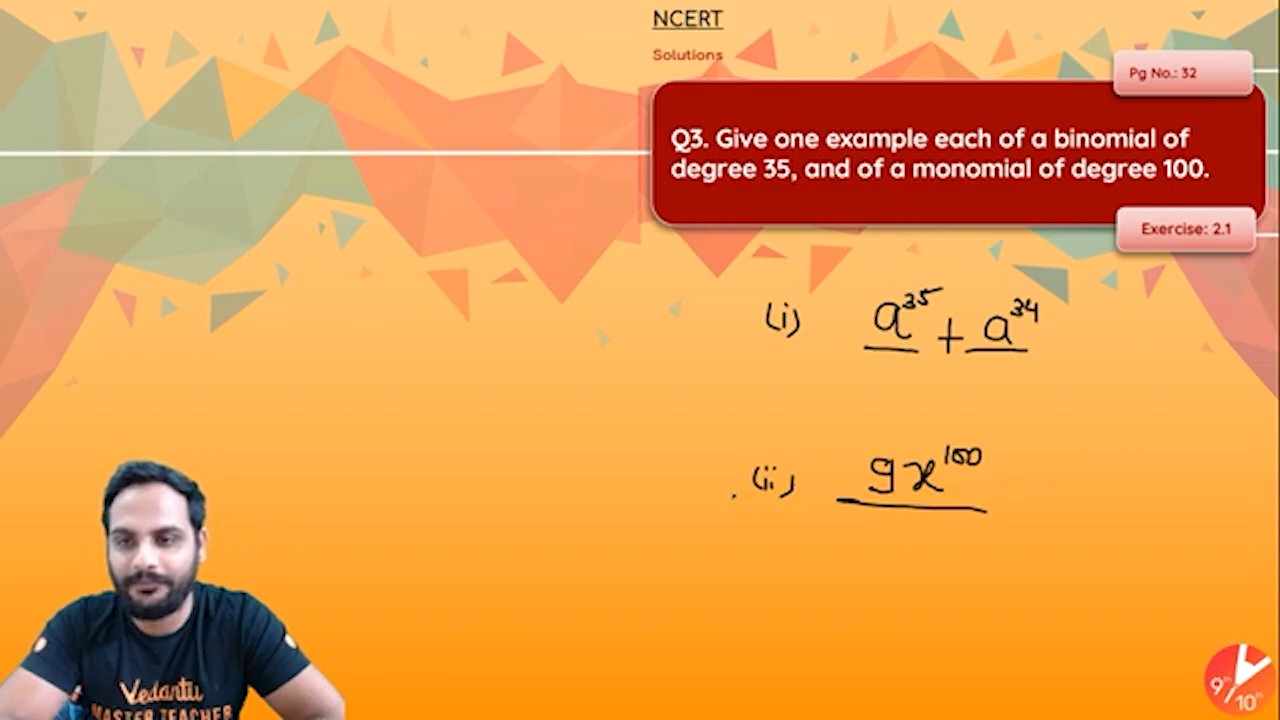 NCERT
Solutions
Pg No.: 32
Q3. Give one example each of a binomial of
degree 35, and of a monomial of degree 100.
Exercise: 2.1
(i) a³⁵ + a³⁴
(ii) 9x¹⁰⁰
Vedantu
MASTER TEACHER
9th/10th